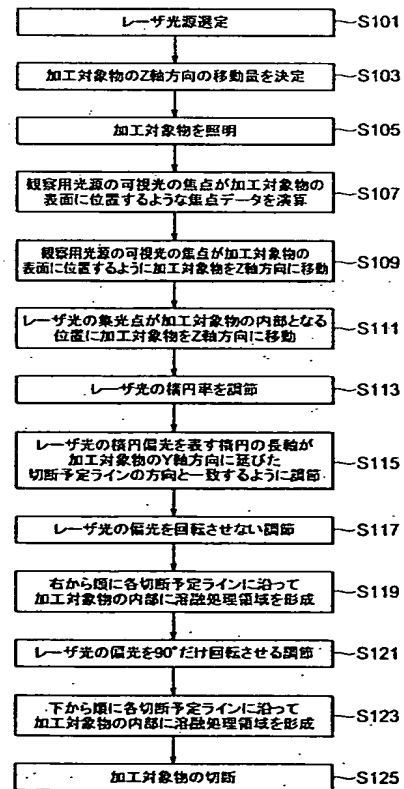 レーザ光源選定
S101
加工対象物のZ軸方向の移動量を決定
S103
加工対象物を照明
S105
観察用光源の可視光の焦点が加工対象物の
表面に位置するような焦点データを演算
S107
観察用光源の可視光の焦点が加工対象物の
表面に位置するように加工対象物をZ軸方向に移動
S109
レーザ光の集光点が加工対象物の内部となる
位置に加工対象物をZ軸方向に移動
S111
レーザ光の楕円率を調節
S113
レーザ光の楕円偏光を表す楕円の長軸が
加工対象物のY軸方向に延びた
切断予定ラインの方向と一致するように調節
S115
レーザ光の偏光を回転させない調節
S117
右から順に各切断予定ラインに沿って
加工対象物の内部に溶融処理領域を形成
S119
レーザ光の偏光を90°だけ回転させる調節
S121
下から順に各切断予定ラインに沿って
加工対象物の内部に溶融処理領域を形成
S123
加工対象物の切断
S125